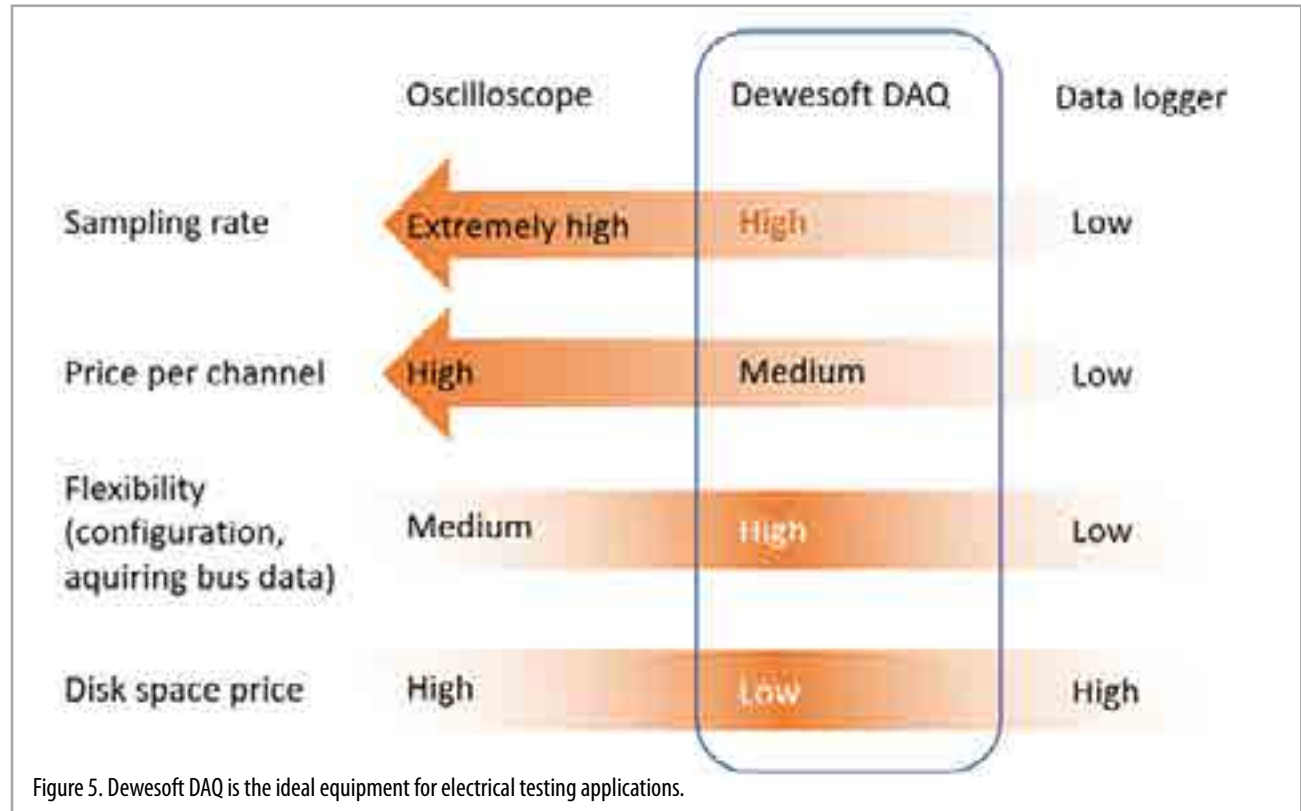 Oscilloscope Dewesoft DAQ Data logger
Sampling rate Extremely high High Low
Price per channel High Medium Low
Flexibility
(configuration,
aquiring bus data) Medium High Low
Disk space price High Low High
Figure 5. Dewesoft DAQ is the ideal equipment for electrical testing applications.